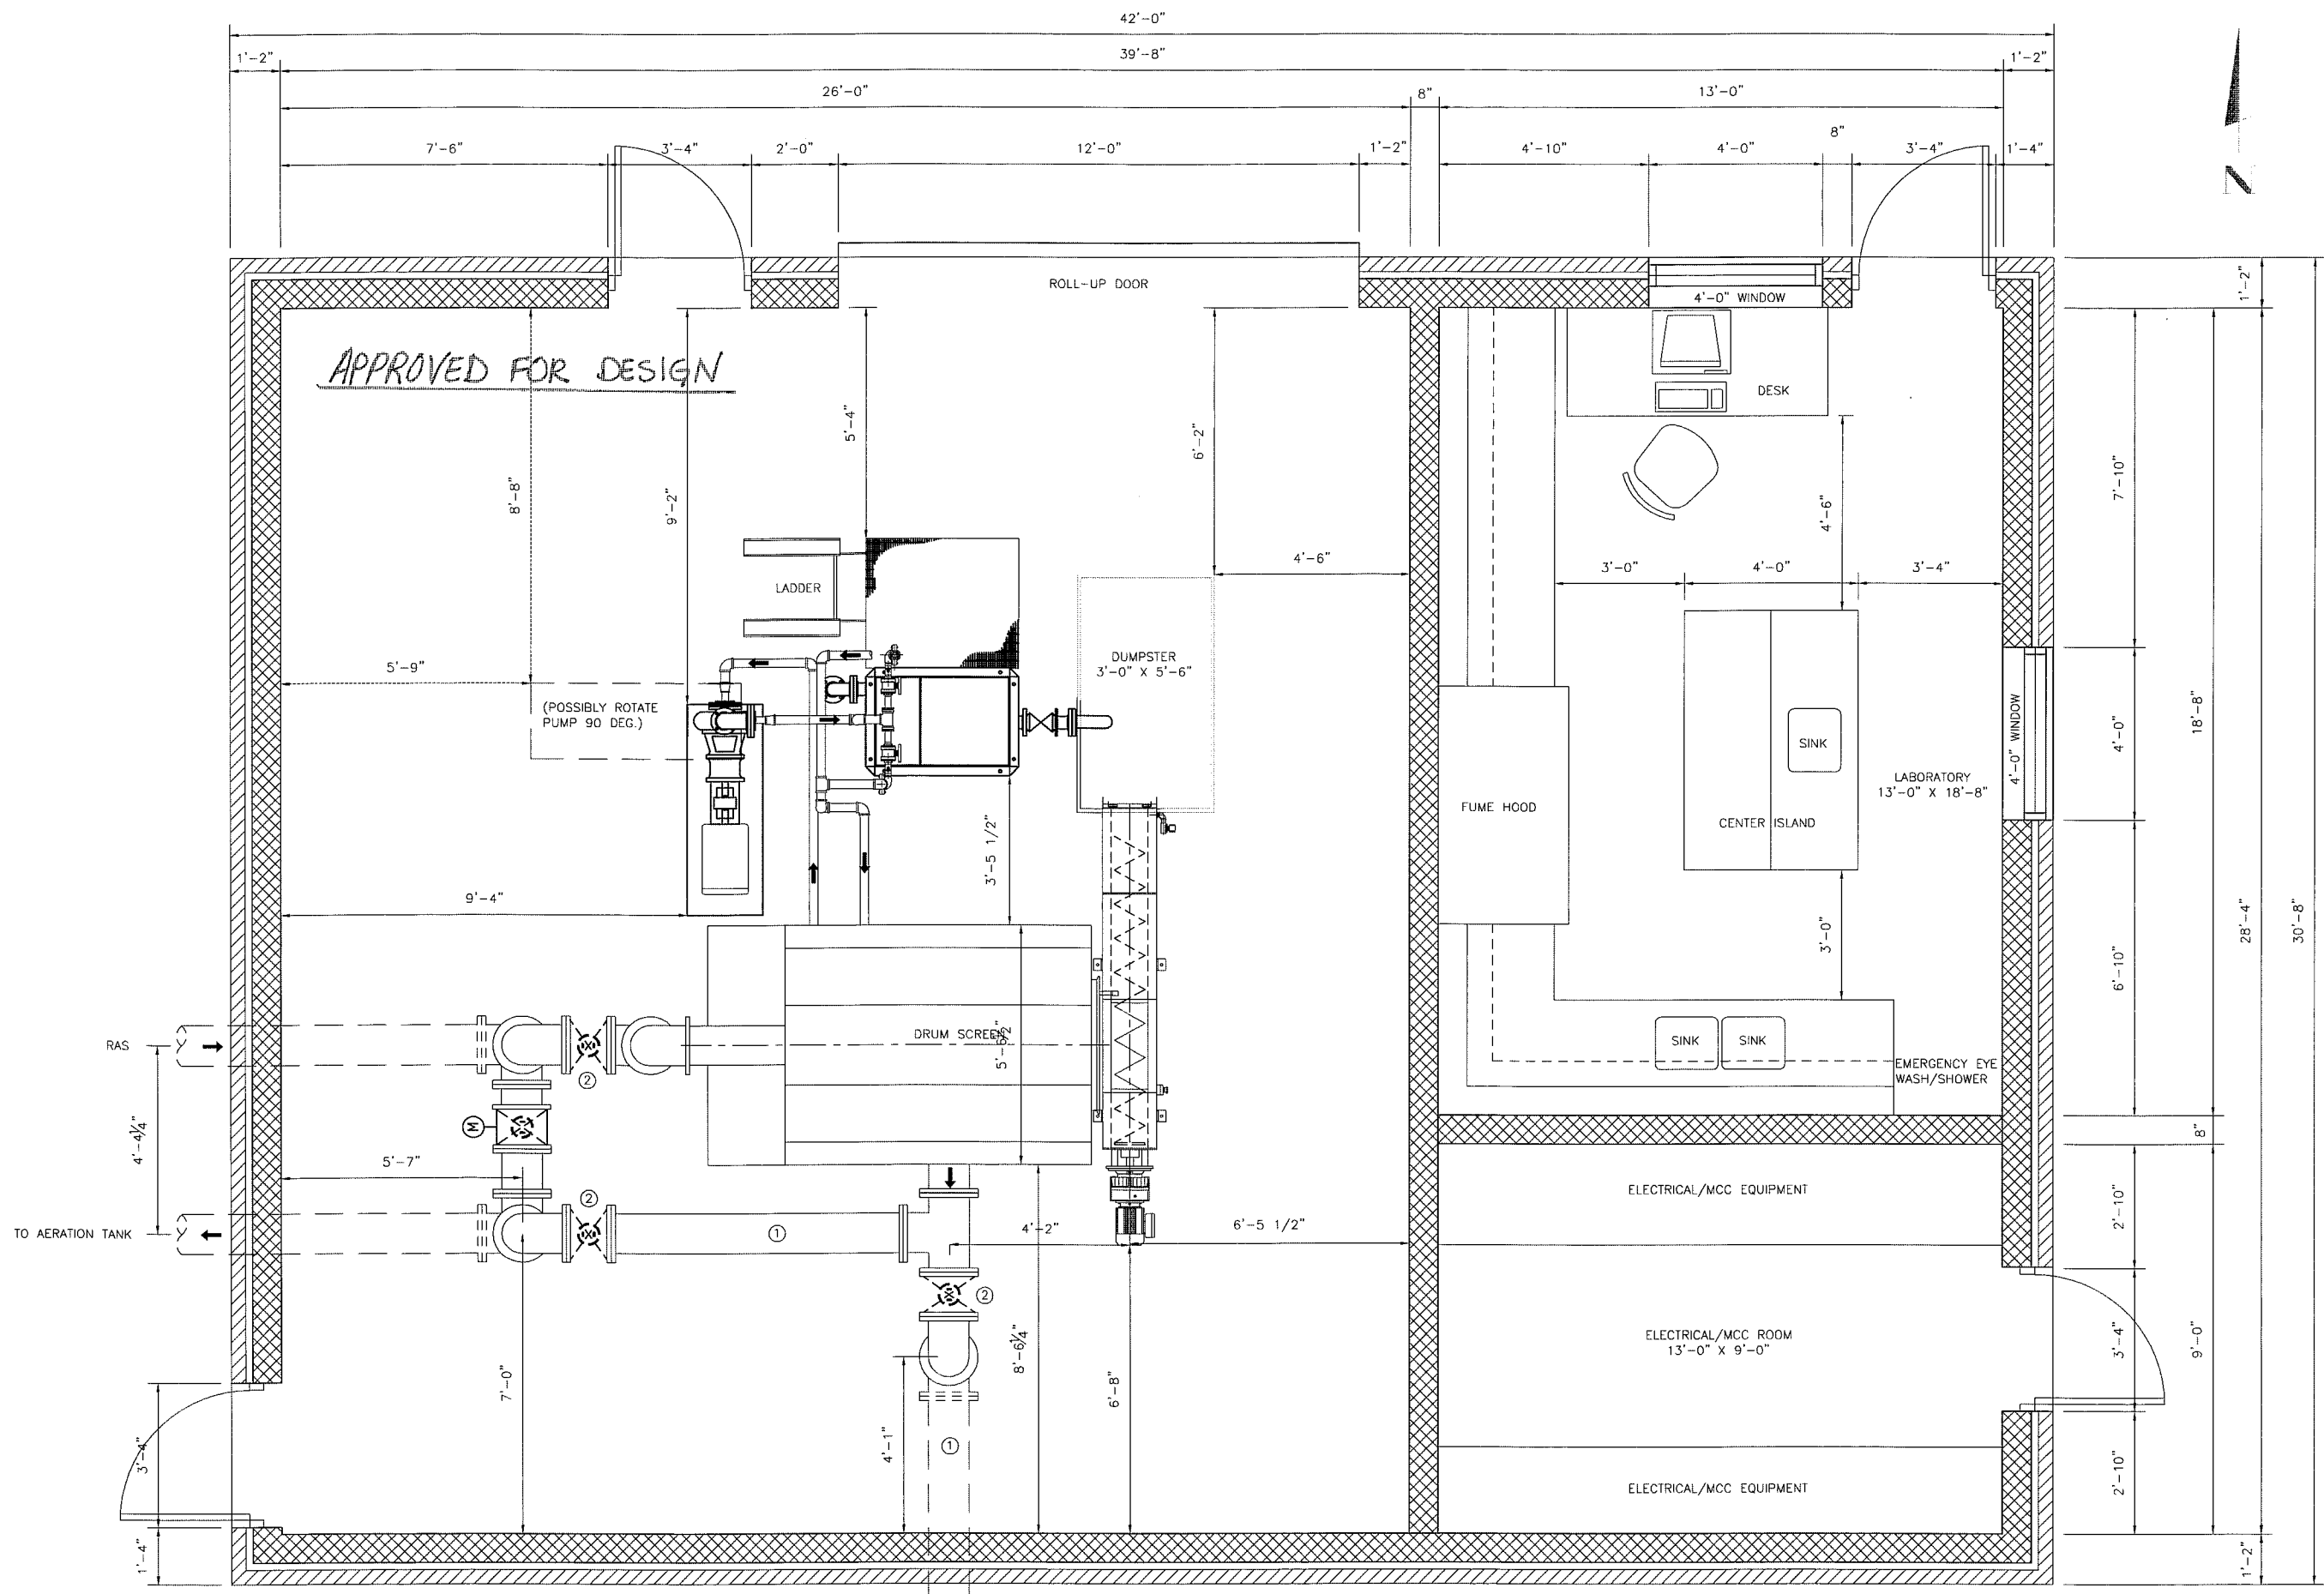 42'-0"
1'-2"
39'-8"
1'-2"
26'-0"
8"
13'-0"
7'-6"
3'-4"
2'-0"
12'-0"
1'-2"
4'-10"
4'-0"
8"
3'-4"
1'-4"
N
ROLL-UP DOOR
4'-0" WINDOW
1'-2"
APPROVED FOR DESIGN
DESK
5'-4"
6'-2"
8'-8"
9'-2"
4'-6"
7'-10"
LADDER
4'-6"
3'-0"
4'-0"
3'-4"
5'-9"
DUMPSTER
3'-0" X 5'-6"
(POSSIBLY ROTATE
PUMP 90 DEG.)
18'-8"
SINK
4'-0" WINDOW
4'-0"
LABORATORY
13'-0" X 18'-8"
FUME HOOD
CENTER ISLAND
3'-5 1/2"
9'-4"
3'-0"
28'-4"
30'-8"
6'-10"
RAS
DRUM SCREEN
5'-6 1/2"
SINK
SINK
2
EMERGENCY EYE
WASH/SHOWER
M
4'-4 1/4"
8"
5'-7"
ELECTRICAL/MCC EQUIPMENT
2
2'-10"
TO AERATION TANK
1
4'-2"
6'-5 1/2"
2
ELECTRICAL/MCC ROOM
13'-0" X 9'-0"
3'-4"
9'-0"
8'-6 1/4"
7'-0"
6'-8"
3'-4"
4'-1"
1
ELECTRICAL/MCC EQUIPMENT
2'-10"
1'-4"
1'-2"